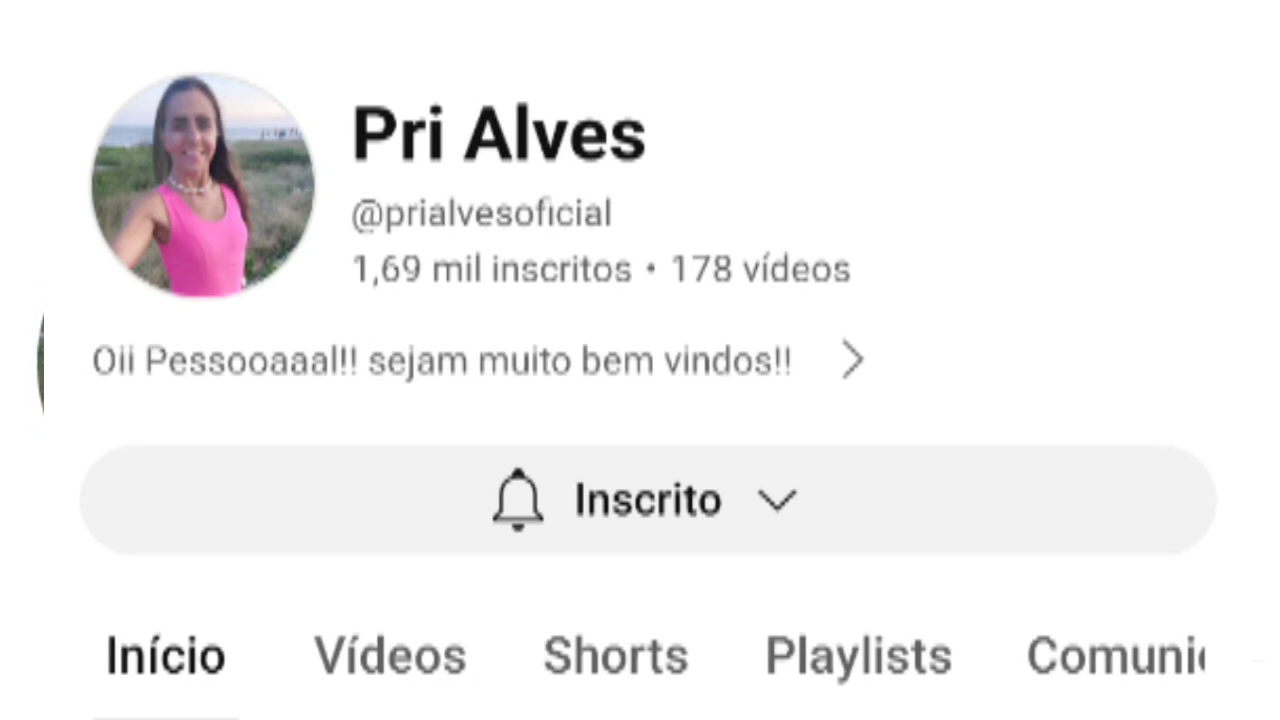 Pri Alves
@prialvesoficial
1,69 mil inscritos • 178 vídeos
Oii Pessooaaal!! sejam muito bem vindos!!
Inscrito
Início Vídeos Shorts Playlists Comuni